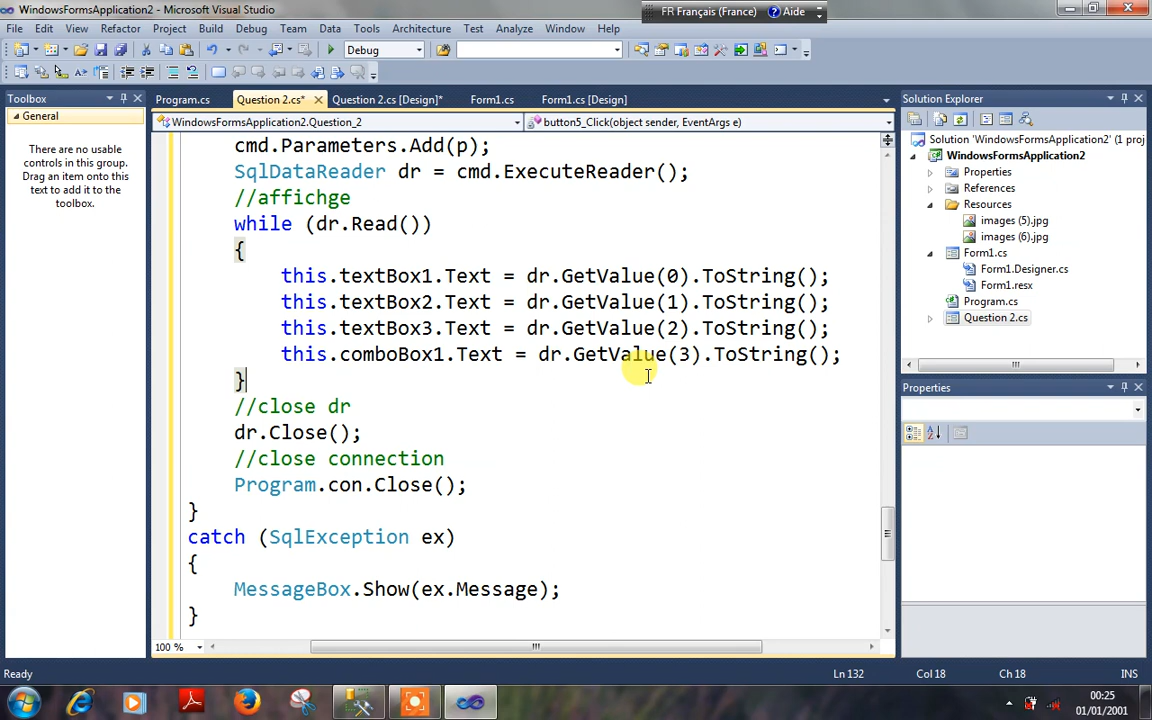 WindowsFormsApplication2 - Microsoft Visual Studio
FR Français (France)
Aide
File Edit View Refactor Project Build Debug Team Data Tools Architecture Test Analyze Window Help
Debug
Toolbox
General
There are no usable
controls in this group.
Drag an item onto this
text to add it to the
toolbox.
Program.cs
Question 2.cs*
Question 2.cs [Design]*
Form1.cs
Form1.cs [Design]
WindowsFormsApplication2.Question_2
button5_Click(object sender, EventArgs e)
cmd.Parameters.Add(p);
SqlDataReader dr = cmd.ExecuteReader();
//affichge
while (dr.Read())
{
this.textBox1.Text = dr.GetValue(0).ToString();
this.textBox2.Text = dr.GetValue(1).ToString();
this.textBox3.Text = dr.GetValue(2).ToString();
this.comboBox1.Text = dr.GetValue(3).ToString();
}
//close dr
dr.Close();
//close connection
Program.con.Close();
}
catch (SqlException ex)
{
MessageBox.Show(ex.Message);
}
100 %
Solution Explorer
Solution 'WindowsFormsApplication2' (1 proj
WindowsFormsApplication2
Properties
References
Resources
images (5).jpg
images (6).jpg
Form1.cs
Form1.Designer.cs
Form1.resx
Program.cs
Question 2.cs
Properties
Ready
Ln 132
Col 18
Ch 18
INS
00:25
01/01/2001